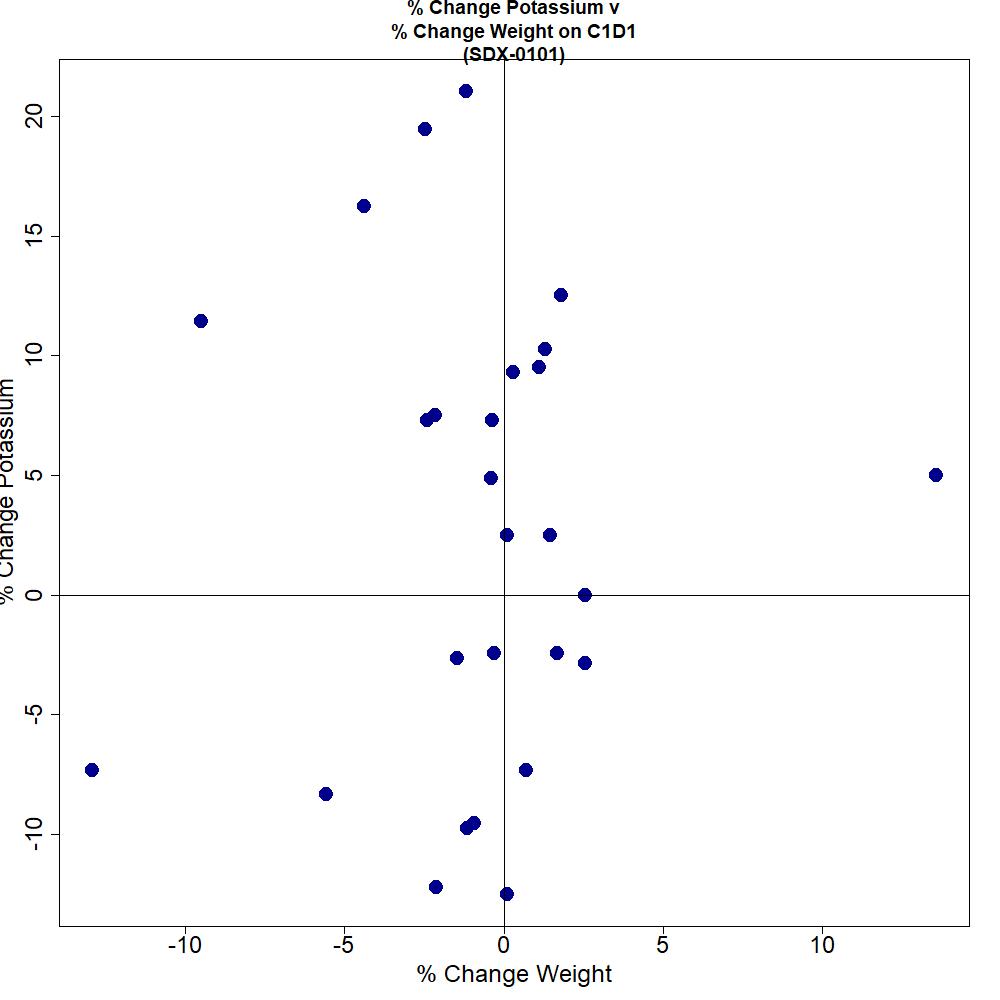 % Change Potassium v
% Change Weight on C1D1
(SDX-0101)
20
15
10
5
0
-5
-10
% Change Potassium
-10
-5
0
5
10
% Change Weight